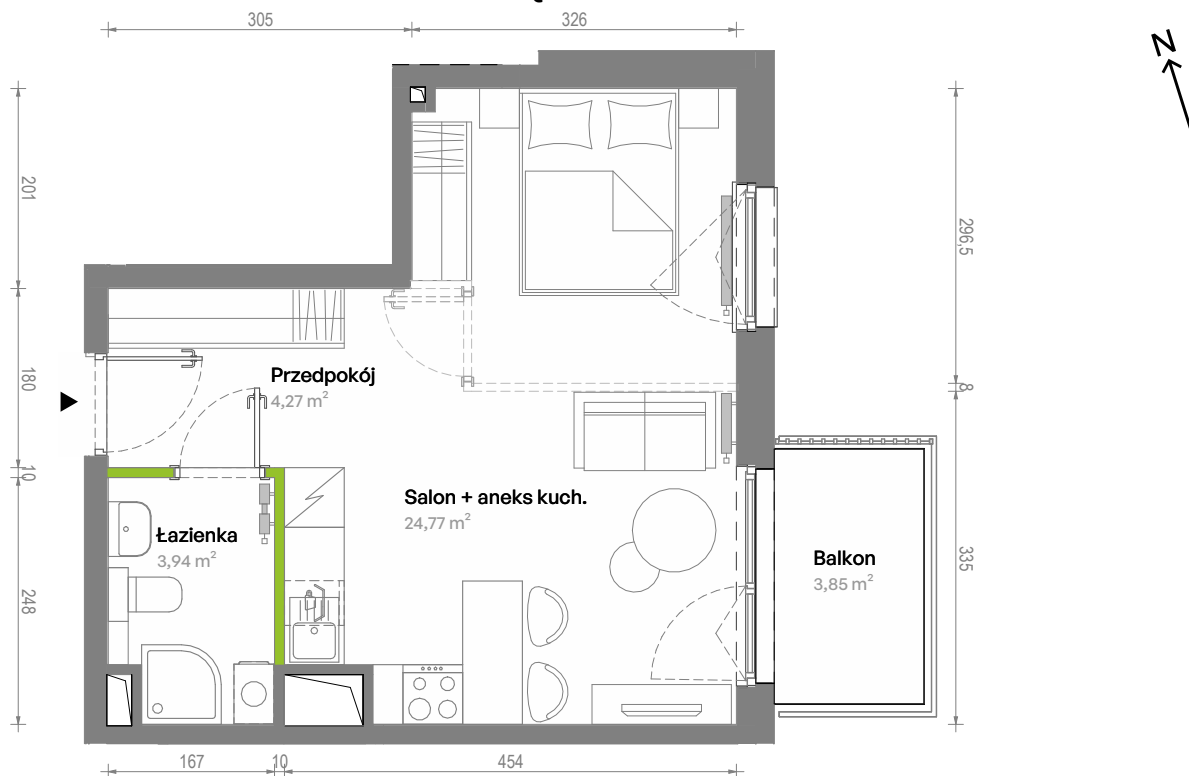 305
326
N
201
296,5
180
Przedpokój
4,27 m²
8
10
Salon + aneks kuch.
24,77 m²
Łazienka
3,94 m²
Balkon
3,85 m²
335
248
167
10
454